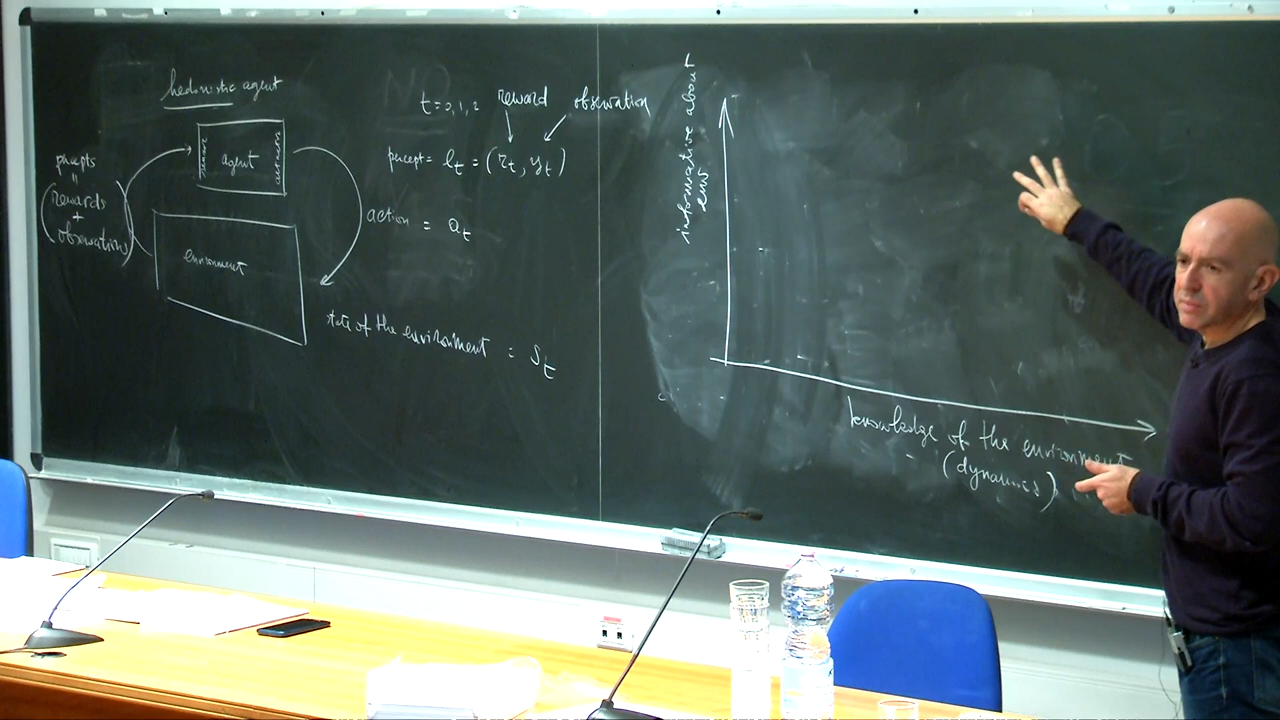 hedonistic agent
agent
percepts
"
(rewards
+
observations)
environment
t=0,1,2 reward observation
percept = l_t = (r_t, y_t)
action = a_t
state of the environment = S_t
informative about
env
knowledge of the environment
(dynamics)